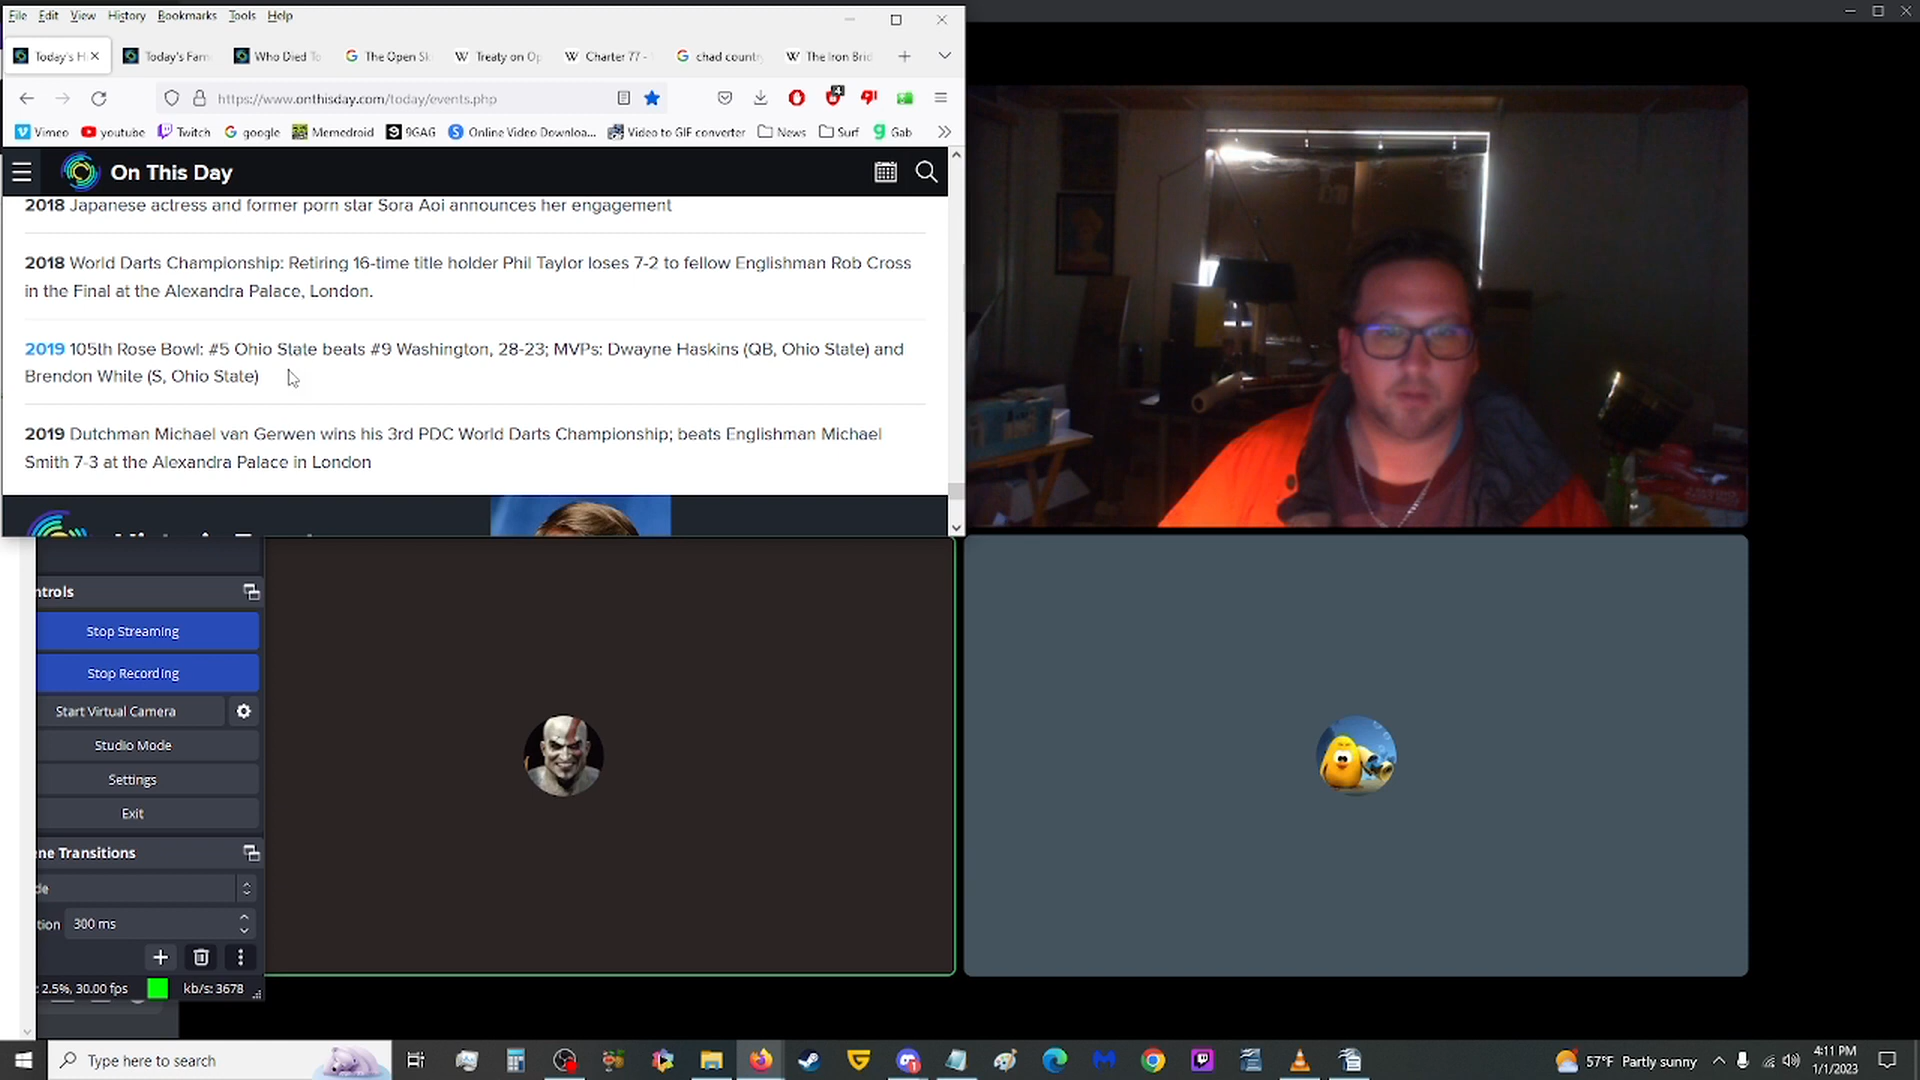 File Edit View History Bookmarks Tools Help
Today's H Today's Fam Who Died To The Open Sk Treaty on Op Charter 77 - chad countr The Iron Brid
https://www.onthisday.com/today/events.php
Vimeo youtube Twitch google Memedroid 9GAG Online Video Downloa... Video to GIF converter News Surf Gab
On This Day
2018 Japanese actress and former porn star Sora Aoi announces her engagement
2018 World Darts Championship: Retiring 16-time title holder Phil Taylor loses 7-2 to fellow Englishman Rob Cross
in the Final at the Alexandra Palace, London.
2019 105th Rose Bowl: #5 Ohio State beats #9 Washington, 28-23; MVPs: Dwayne Haskins (QB, Ohio State) and
Brendon White (S, Ohio State)
2019 Dutchman Michael van Gerwen wins his 3rd PDC World Darts Championship; beats Englishman Michael
Smith 7-3 at the Alexandra Palace in London
ntrols
Stop Streaming
Stop Recording
Start Virtual Camera
Studio Mode
Settings
Exit
ene Transitions
de
tion 300 ms
: 2.5%, 30.00 fps kb/s: 3678
Type here to search
57°F Partly sunny
4:11 PM
1/1/2023